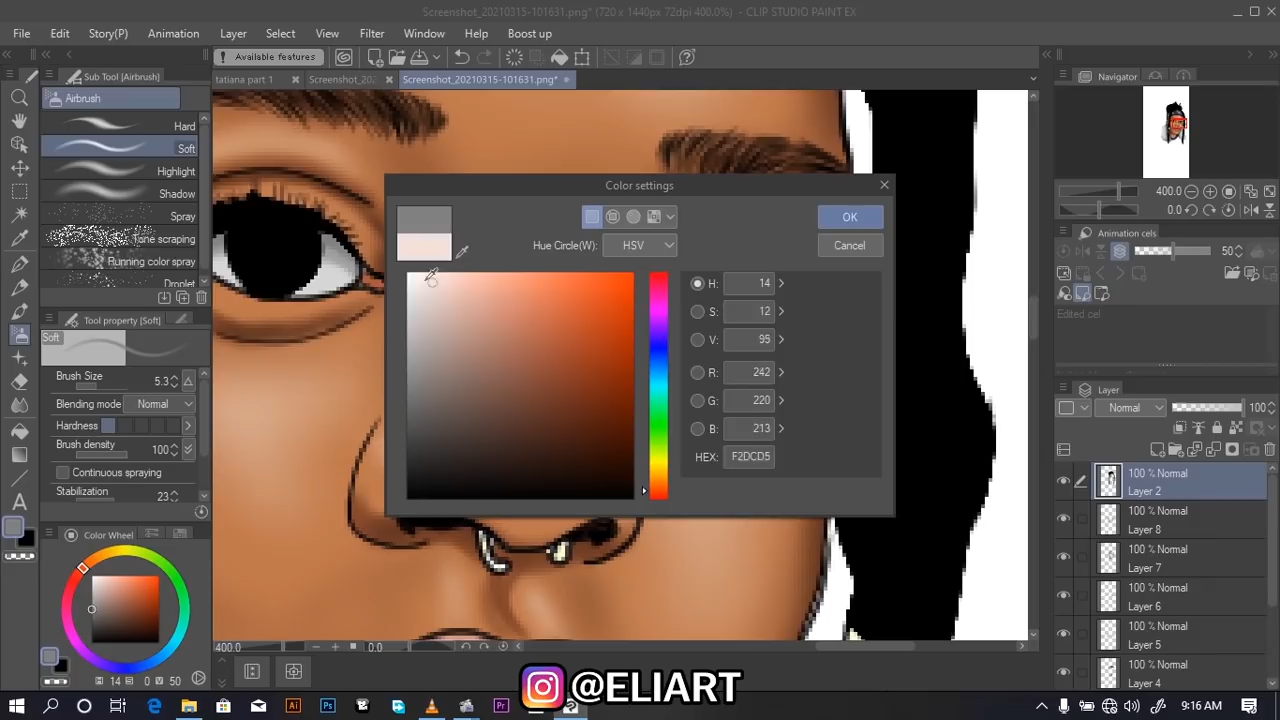 Screenshot_20210315-101631.png* (720 x 1440px 72dpi 400.0%) - CLIP STUDIO PAINT EX
File Edit Story(P) Animation Layer Select View Filter Window Help Boost up
! Available features
Sub Tool [Airbrush]
tatiana part 1 Screenshot_202 Screenshot_20210315-101631.png*
Navigator
Airbrush
Hard
Soft
Highlight
Shadow
Spray
Tone scraping
Running color spray
Droplet
400.0
0.0
Animation cels
50
Edited cel
Color settings
OK
Hue Circle(W): HSV
Cancel
H: 14
S: 12
V: 95
R: 242
G: 220
B: 213
HEX: F2DCD5
Tool property [Soft]
Soft
Brush Size 5.3
Blending mode Normal
Hardness
Brush density 100
Continuous spraying
Stabilization 23
Color Wheel
H 14 S 0 V 50
Layer
Normal 100
100 % Normal
Layer 2
100 % Normal
Layer 8
100 % Normal
Layer 7
100 % Normal
Layer 6
100 % Normal
Layer 5
100 % Normal
Layer 4
100 % Normal
400.0 0.0
@ELIART
Ai Ps Pr
9:16 AM